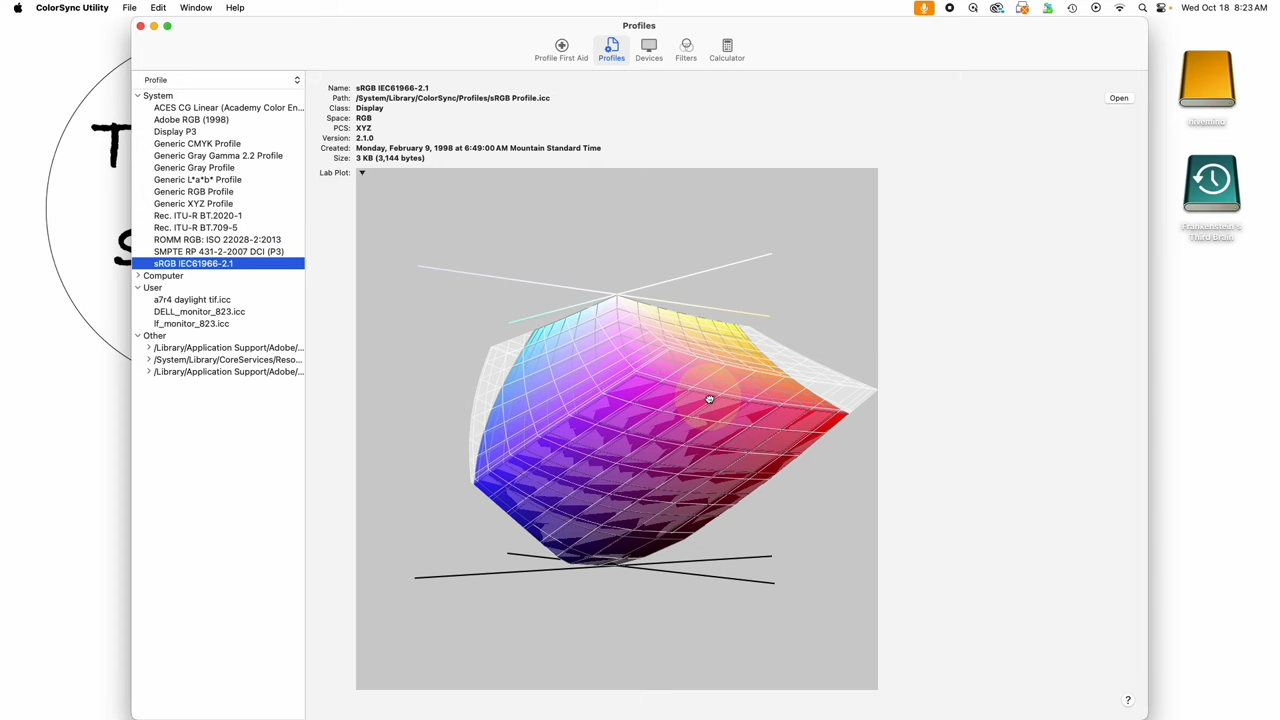 ColorSync Utility File Edit Window Help Wed Oct 18 8:23 AM
Profiles
Profile First Aid Profiles Devices Filters Calculator
Profile
System
ACES CG Linear (Academy Color En...
Adobe RGB (1998)
Display P3
Generic CMYK Profile
Generic Gray Gamma 2.2 Profile
Generic Gray Profile
Generic L*a*b* Profile
Generic RGB Profile
Generic XYZ Profile
Rec. ITU-R BT.2020-1
Rec. ITU-R BT.709-5
ROMM RGB: ISO 22028-2:2013
SMPTE RP 431-2-2007 DCI (P3)
sRGB IEC61966-2.1
Computer
User
a7r4 daylight tif.icc
DELL_monitor_823.icc
lf_monitor_823.icc
Other
/Library/Application Support/Adobe/...
/System/Library/CoreServices/Reso...
/Library/Application Support/Adobe/...
Name: sRGB IEC61966-2.1
Path: /System/Library/ColorSync/Profiles/sRGB Profile.icc
Open
Class: Display
Space: RGB
PCS: XYZ
Version: 2.1.0
Created: Monday, February 9, 1998 at 6:49:00 AM Mountain Standard Time
Size: 3 KB (3,144 bytes)
Lab Plot:
?
hivemind
Frankenstein's
Third Brain
T